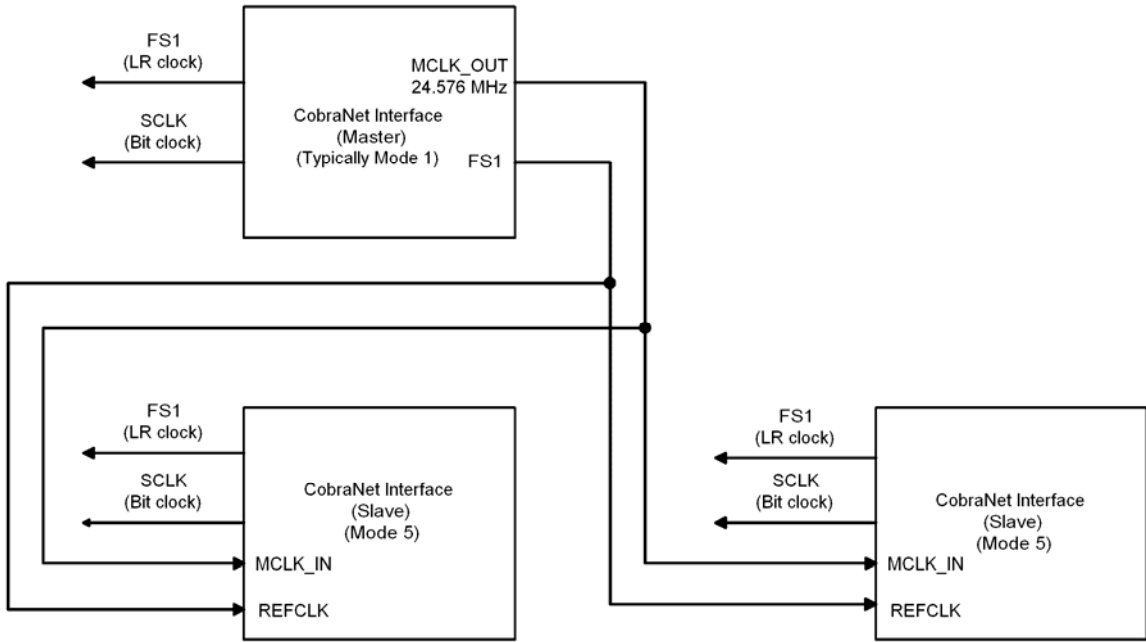 FS1
(LR clock)
SCLK
(Bit clock)
MCLK_OUT
24.576 MHz
CobraNet Interface
(Master)
(Typically Mode 1)
FS1
FS1
(LR clock)
SCLK
(Bit clock)
CobraNet Interface
(Slave)
(Mode 5)
MCLK_IN
REFCLK
FS1
(LR clock)
SCLK
(Bit clock)
CobraNet Interface
(Slave)
(Mode 5)
MCLK_IN
REFCLK